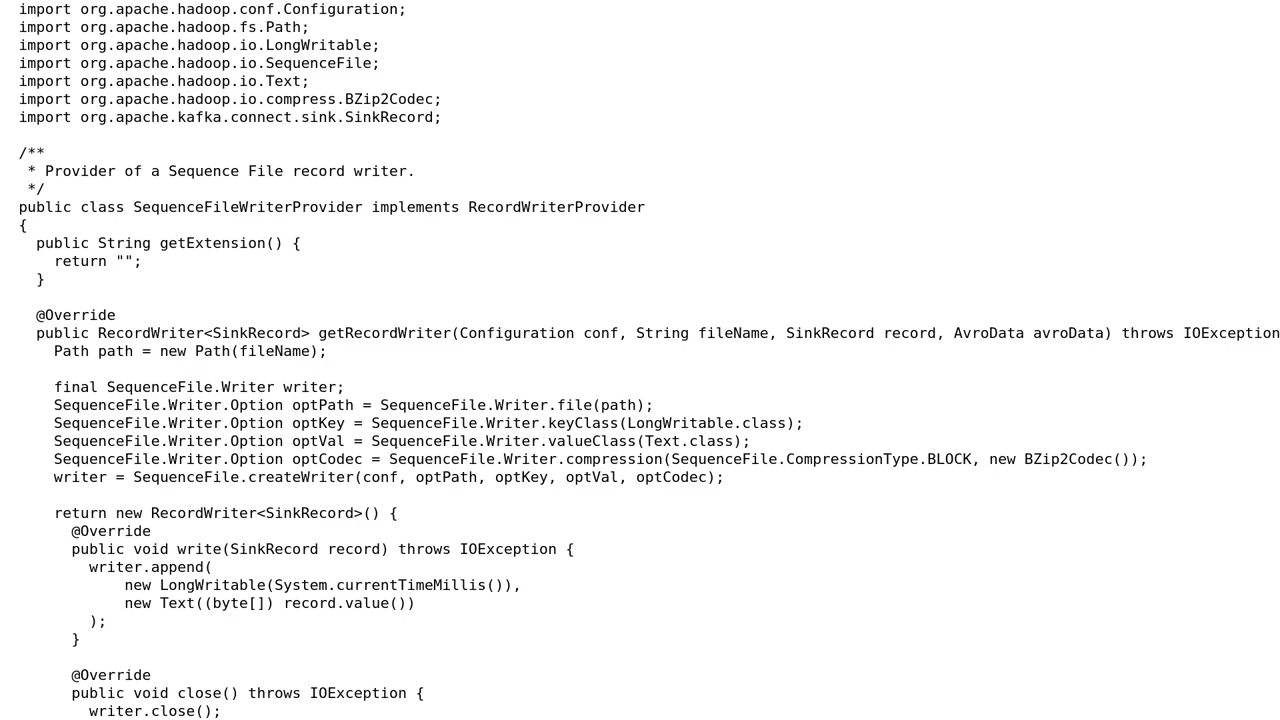 import org.apache.hadoop.conf.Configuration;
import org.apache.hadoop.fs.Path;
import org.apache.hadoop.io.LongWritable;
import org.apache.hadoop.io.SequenceFile;
import org.apache.hadoop.io.Text;
import org.apache.hadoop.io.compress.BZip2Codec;
import org.apache.kafka.connect.sink.SinkRecord;

/**
 * Provider of a Sequence File record writer.
 */
public class SequenceFileWriterProvider implements RecordWriterProvider
{
  public String getExtension() {
    return "";
  }

  @Override
  public RecordWriter<SinkRecord> getRecordWriter(Configuration conf, String fileName, SinkRecord record, AvroData avroData) throws IOException
    Path path = new Path(fileName);

    final SequenceFile.Writer writer;
    SequenceFile.Writer.Option optPath = SequenceFile.Writer.file(path);
    SequenceFile.Writer.Option optKey = SequenceFile.Writer.keyClass(LongWritable.class);
    SequenceFile.Writer.Option optVal = SequenceFile.Writer.valueClass(Text.class);
    SequenceFile.Writer.Option optCodec = SequenceFile.Writer.compression(SequenceFile.CompressionType.BLOCK, new BZip2Codec());
    writer = SequenceFile.createWriter(conf, optPath, optKey, optVal, optCodec);

    return new RecordWriter<SinkRecord>() {
      @Override
      public void write(SinkRecord record) throws IOException {
        writer.append(
            new LongWritable(System.currentTimeMillis()),
            new Text((byte[]) record.value())
        );
      }

      @Override
      public void close() throws IOException {
        writer.close();